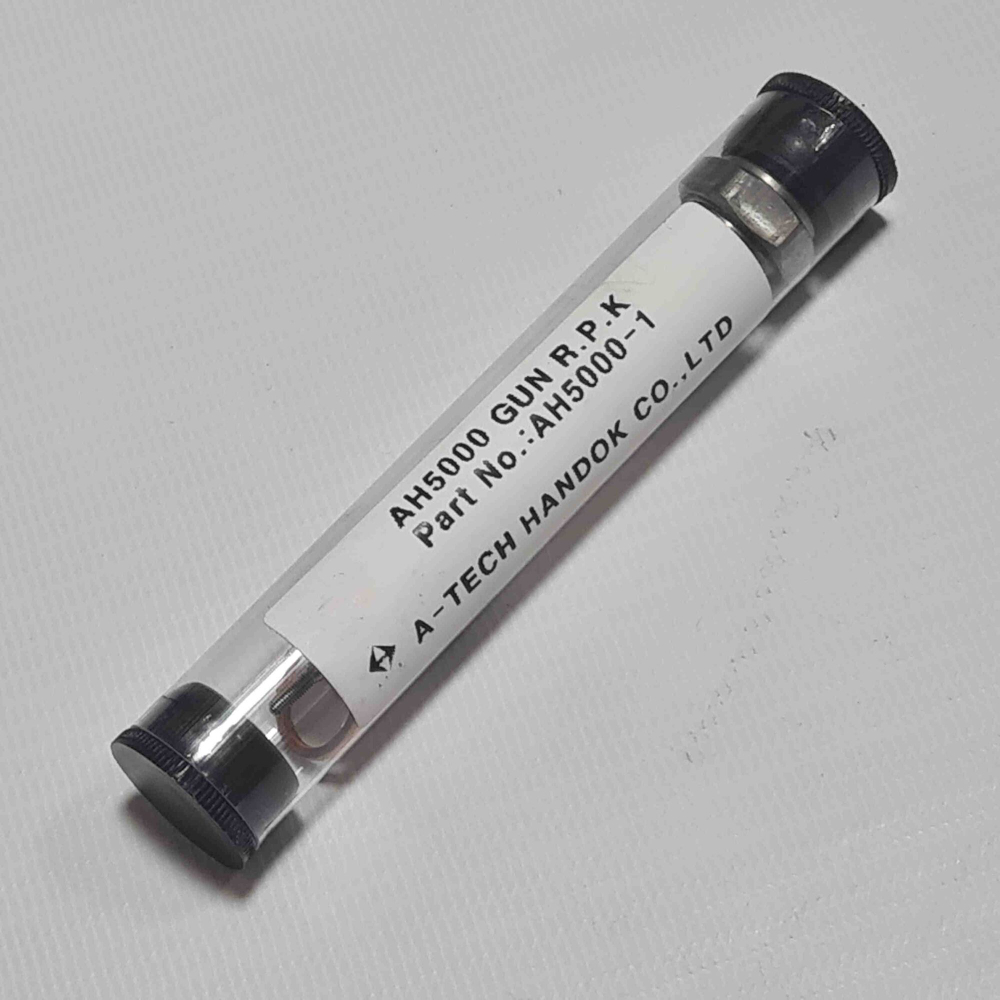 AH5000 GUN R.P.K
Part No.:AH5000-1
A-TECH HANDOK CO.,LTD